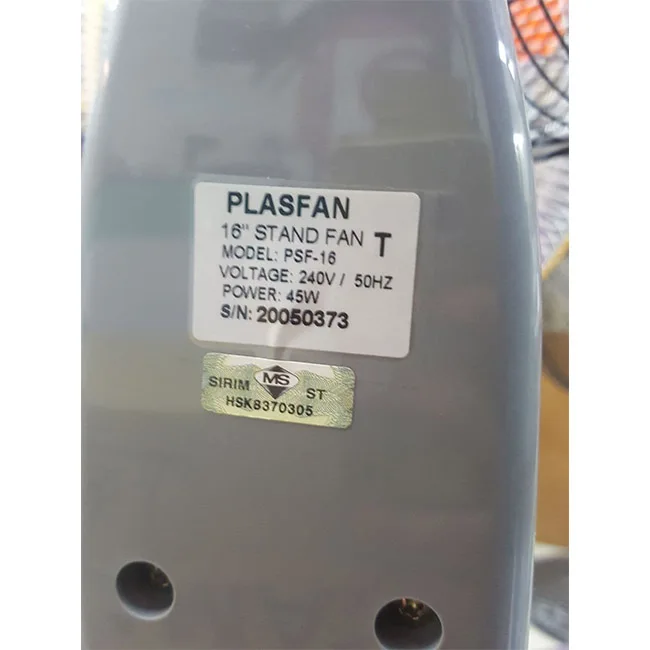 PLASFAN
16" STAND FAN T
MODEL: PSF-16
VOLTAGE: 240V / 50HZ
POWER: 45W
S/N: 20050373
SIRIM MS ST
HSK8370305